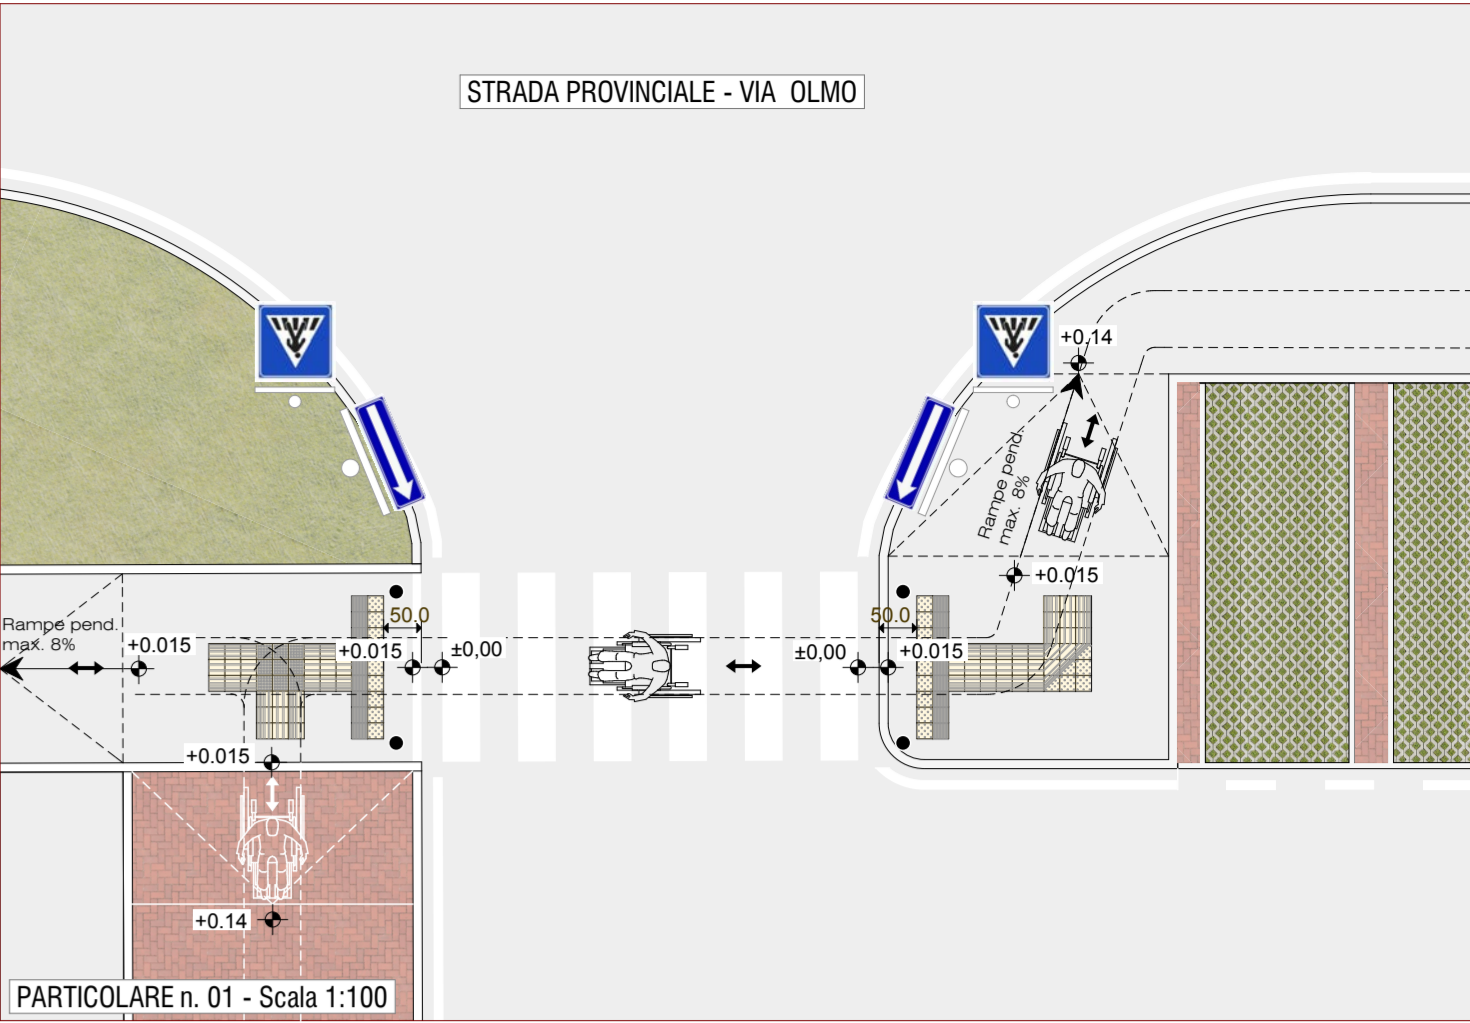 STRADA PROVINCIALE - VIA OLMO
+0.14
Rampe pend.
max. 8%
+0.015
50.0
50.0
Rampe pend.
max. 8%
+0.015
+0.015
±0,00
±0,00
+0.015
+0.015
+0.14
PARTICOLARE n. 01 - Scala 1:100